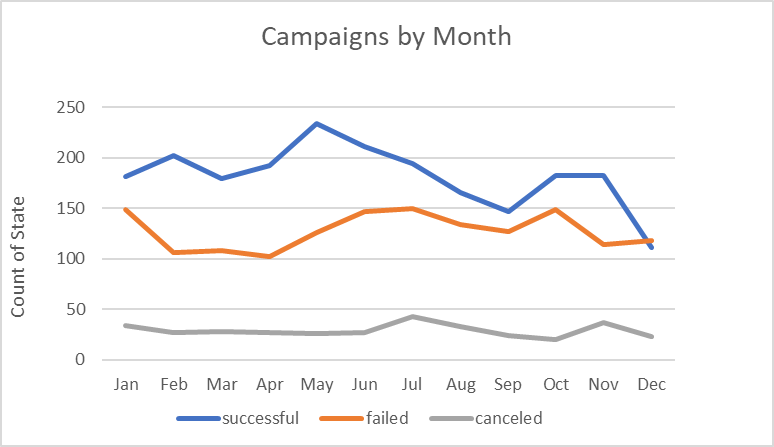 Campaigns by Month
Count of State
250
200
150
100
50
0
Jan Feb Mar Apr May Jun Jul Aug Sep Oct Nov Dec
successful failed canceled